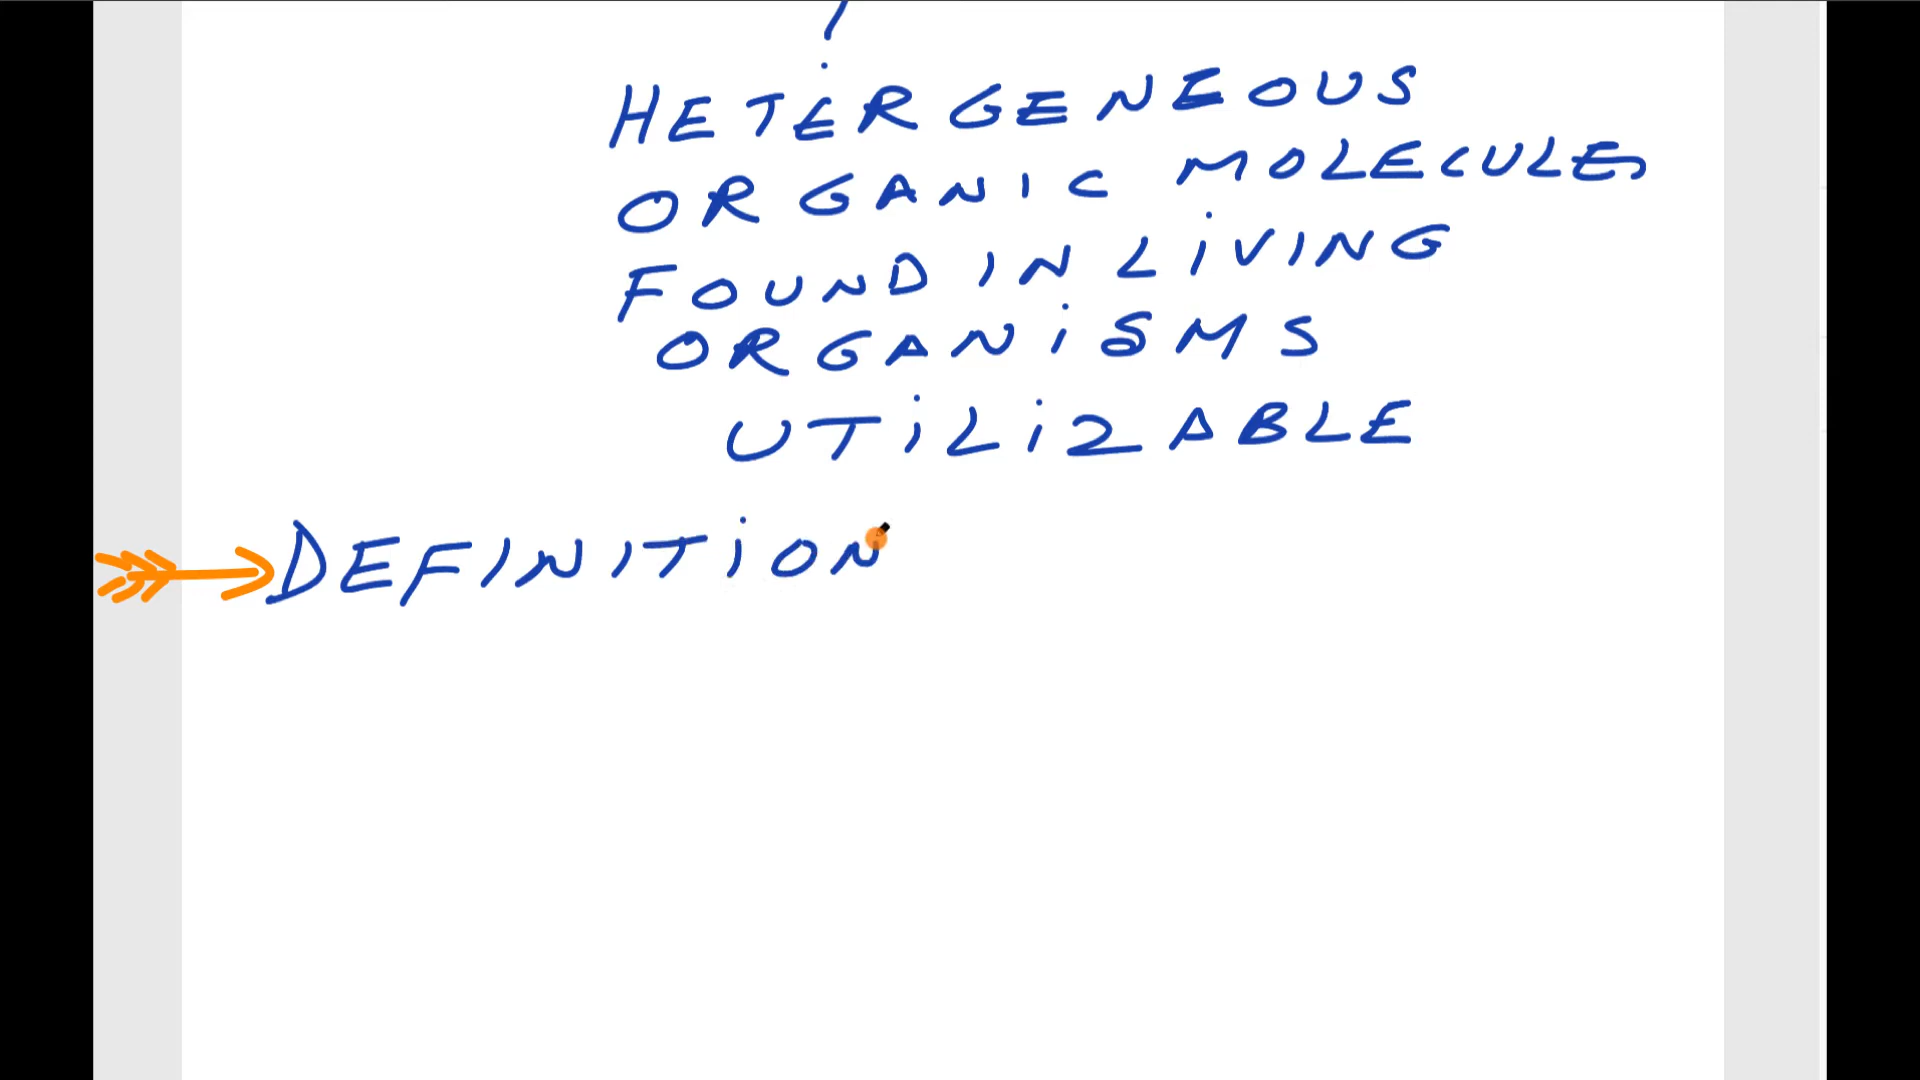 HETERGENEOUS
ORGANIC MOLECULES
FOUND IN LIVING
ORGANISMS
UTILIZABLE
DEFINITION